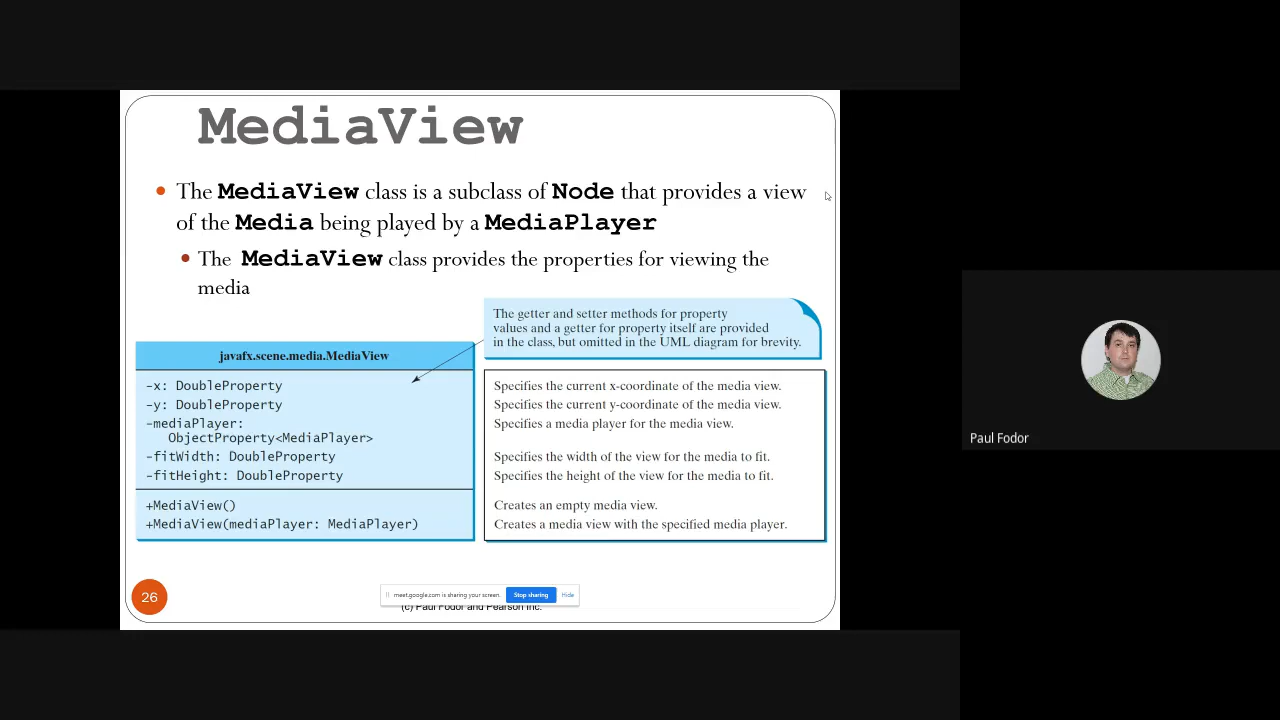 MediaView
• The MediaView class is a subclass of Node that provides a view
of the Media being played by a MediaPlayer
• The MediaView class provides the properties for viewing the
media
The getter and setter methods for property
values and a getter for property itself are provided
in the class, but omitted in the UML diagram for brevity.
javafx.scene.media.MediaView
-x: DoubleProperty
Specifies the current x-coordinate of the media view.
-y: DoubleProperty
Specifies the current y-coordinate of the media view.
-mediaPlayer:
ObjectProperty<MediaPlayer>
Specifies a media player for the media view.
-fitWidth: DoubleProperty
Specifies the width of the view for the media to fit.
-fitHeight: DoubleProperty
Specifies the height of the view for the media to fit.
+MediaView()
Creates an empty media view.
+MediaView(mediaPlayer: MediaPlayer)
Creates a media view with the specified media player.
26
meet.google.com is sharing your screen.
Stop sharing
Hide
(c) Paul Fodor and Pearson Inc.
Paul Fodor